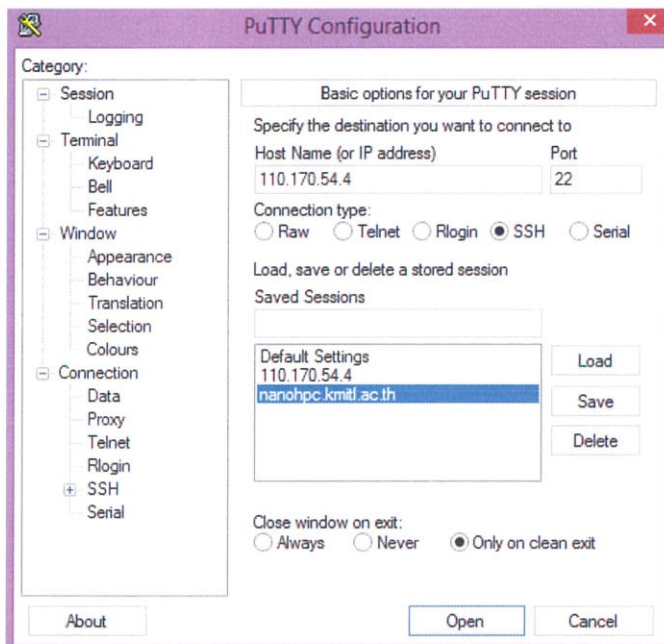 PuTTY Configuration
Category:
Session
Logging
Terminal
Keyboard
Bell
Features
Window
Appearance
Behaviour
Translation
Selection
Colours
Connection
Data
Proxy
Telnet
Rlogin
SSH
Serial
Basic options for your PuTTY session
Specify the destination you want to connect to
Host Name (or IP address) Port
110.170.54.4 22
Connection type:
Raw Telnet Rlogin SSH Serial
Load, save or delete a stored session
Saved Sessions
Default Settings
110.170.54.4
nanohpc.kmitl.ac.th
Load
Save
Delete
Close window on exit:
Always Never Only on clean exit
About Open Cancel